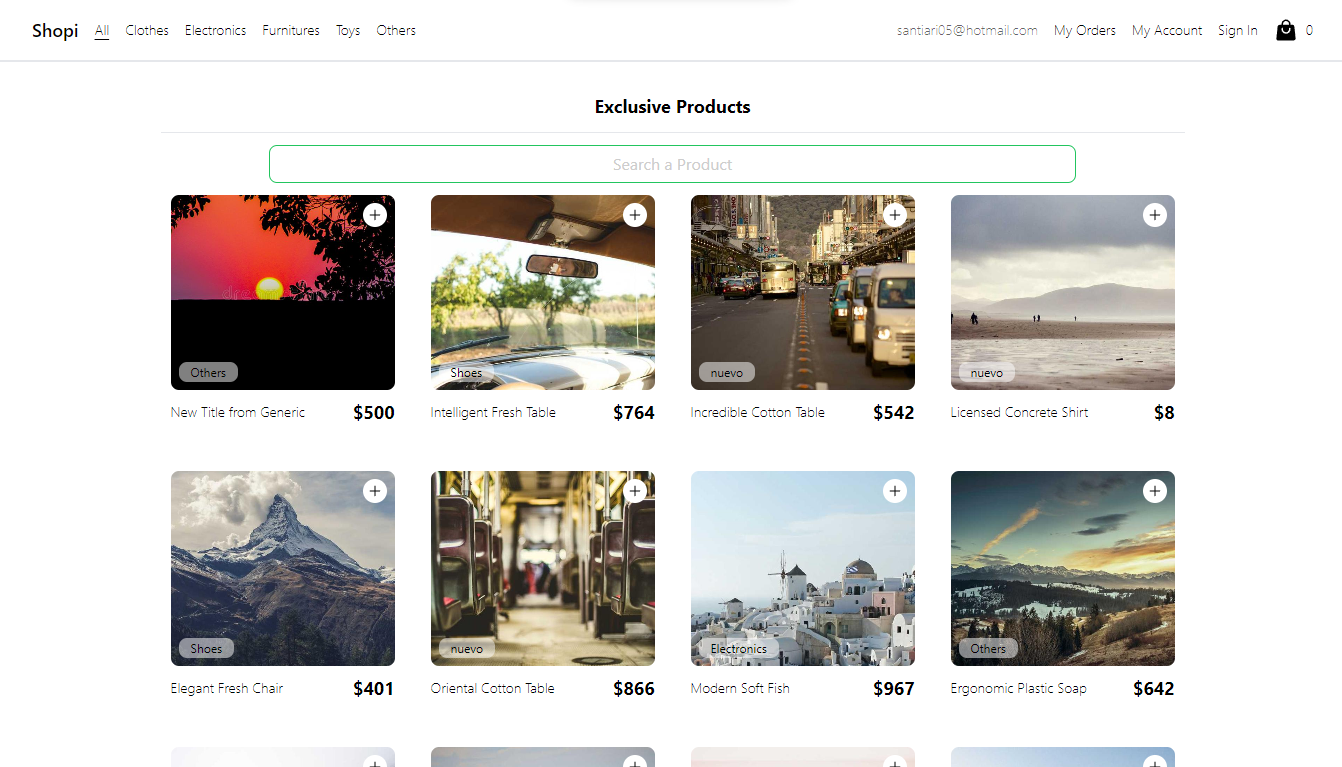 Shopi All Clothes Electronics Furnitures Toys Others santiari05@hotmail.com My Orders My Account Sign In 0
Exclusive Products
Search a Product
Others
Shoes
nuevo
nuevo
New Title from Generic $500
Intelligent Fresh Table $764
Incredible Cotton Table $542
Licensed Concrete Shirt $8
Shoes
nuevo
Electronics
Others
Elegant Fresh Chair $401
Oriental Cotton Table $866
Modern Soft Fish $967
Ergonomic Plastic Soap $642